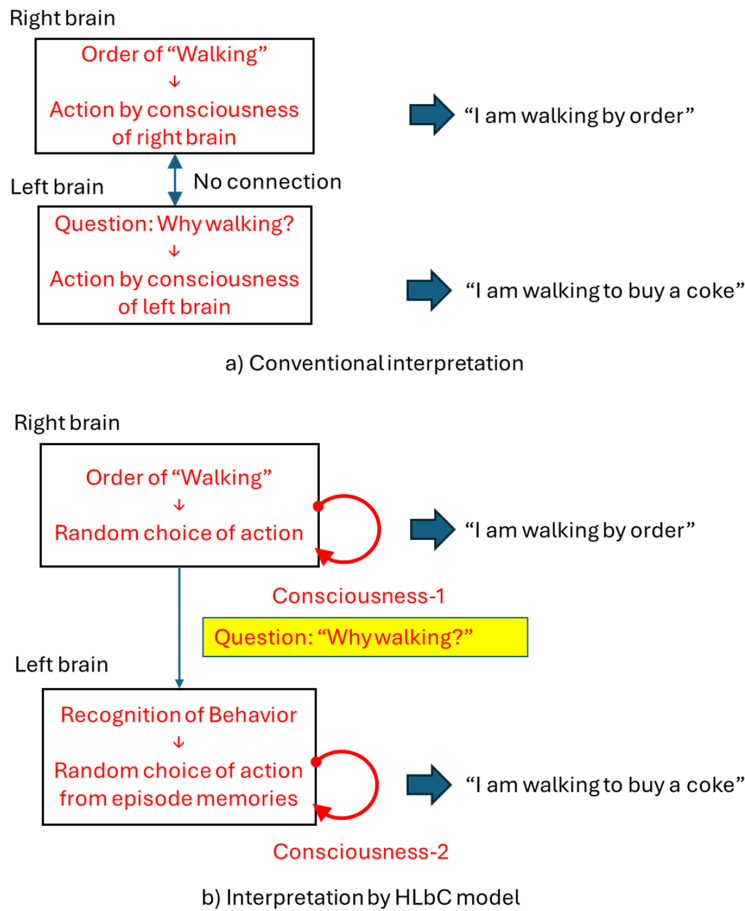 Right brain
Order of “Walking”
↓
Action by consciousness
of right brain
“I am walking by order”
No connection
Left brain
Question: Why walking?
↓
Action by consciousness
of left brain
“I am walking to buy a coke”
a) Conventional interpretation
Right brain
Order of “Walking”
↓
Random choice of action
“I am walking by order”
Consciousness-1
Question: “Why walking?”
Left brain
Recognition of Behavior
↓
Random choice of action
from episode memories
“I am walking to buy a coke”
Consciousness-2
b) Interpretation by HLbC model